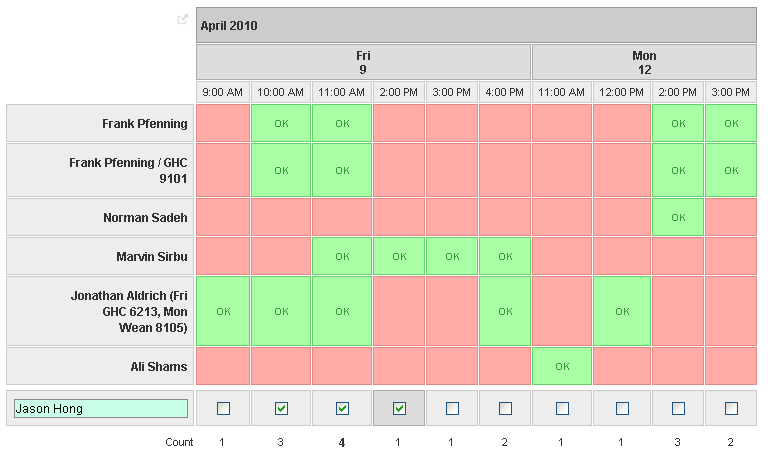 April 2010
Fri Mon
9 12
9:00 AM 10:00 AM 11:00 AM 2:00 PM 3:00 PM 4:00 PM 11:00 AM 12:00 PM 2:00 PM 3:00 PM
Frank Pfenning OK OK OK OK
Frank Pfenning / GHC
9101 OK OK OK OK
Norman Sadeh OK
Marvin Sirbu OK OK OK OK
Jonathan Aldrich (Fri
GHC 6213, Mon OK OK OK OK OK
Wean 8105)
Ali Shams OK
Jason Hong
Count 1 3 4 1 1 2 1 1 3 2